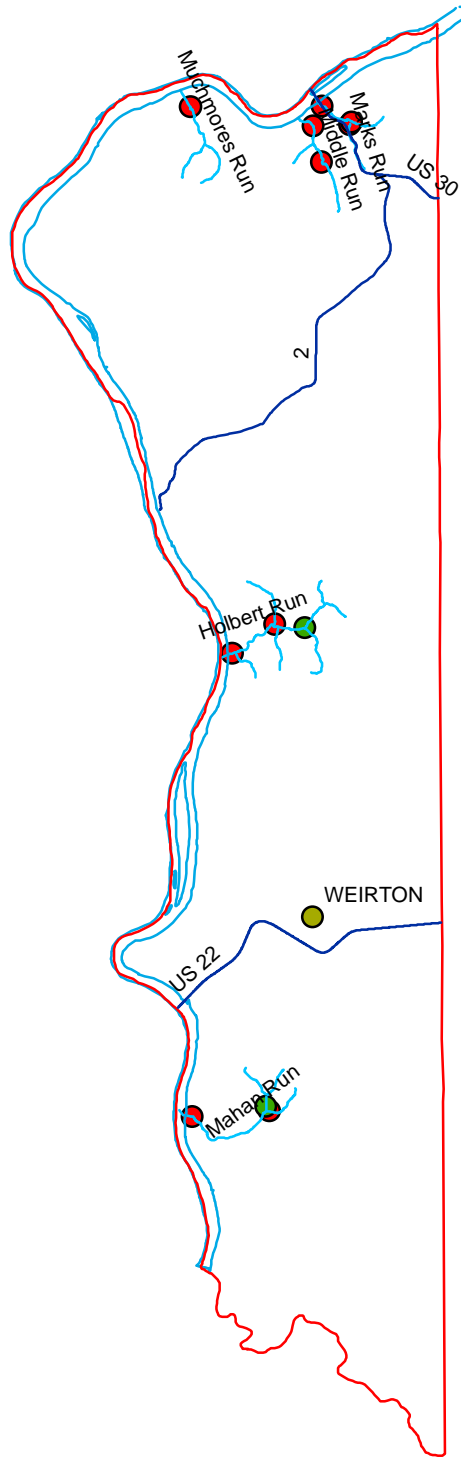 Muchmores Run
Marks Run
Middle Run
US 30
2
Holbert Run
WEIRTON
US 22
Mahan Run